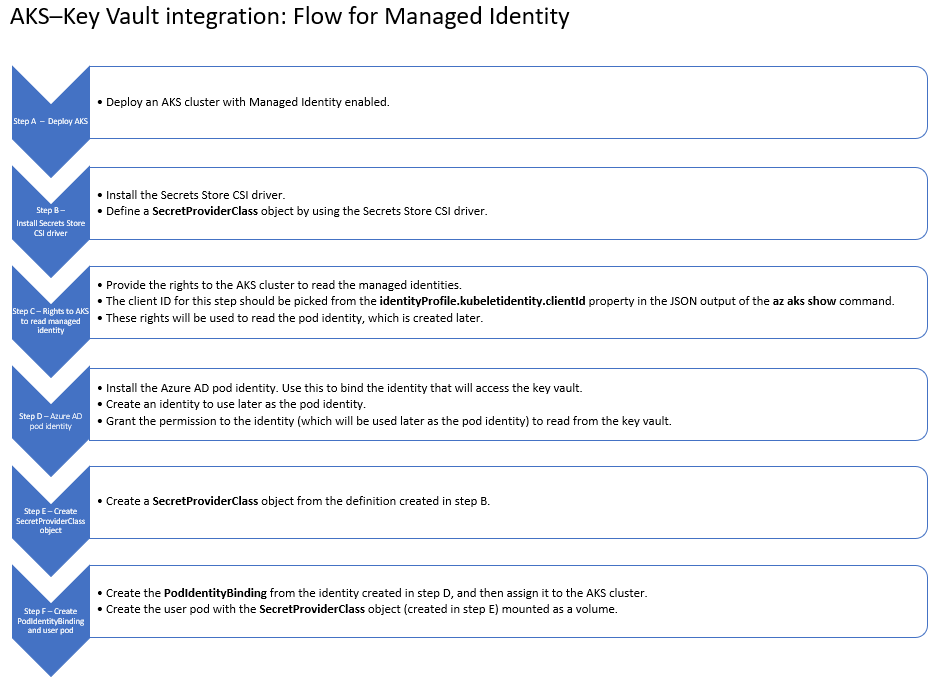 AKS–Key Vault integration: Flow for Managed Identity
Step A – Deploy AKS
• Deploy an AKS cluster with Managed Identity enabled.
Step B –
Install Secrets Store
CSI driver
• Install the Secrets Store CSI driver.
• Define a SecretProviderClass object by using the Secrets Store CSI driver.
Step C – Rights to AKS
to read managed
identity
• Provide the rights to the AKS cluster to read the managed identities.
• The client ID for this step should be picked from the identityProfile.kubeletidentity.clientId property in the JSON output of the az aks show command.
• These rights will be used to read the pod identity, which is created later.
Step D – Azure AD
pod identity
• Install the Azure AD pod identity. Use this to bind the identity that will access the key vault.
• Create an identity to use later as the pod identity.
• Grant the permission to the identity (which will be used later as the pod identity) to read from the key vault.
Step E – Create
SecretProviderClass
object
• Create a SecretProviderClass object from the definition created in step B.
Step F – Create
PodIdentityBinding
and user pod
• Create the PodIdentityBinding from the identity created in step D, and then assign it to the AKS cluster.
• Create the user pod with the SecretProviderClass object (created in step E) mounted as a volume.